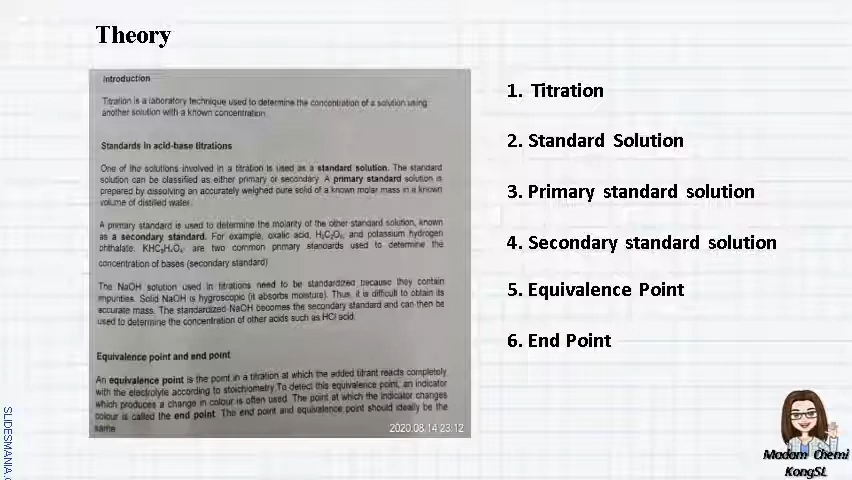 Theory
Introduction
Titration is a laboratory technique used to determine the concentration of a solution using
another solution with a known concentration.
Standards in acid-base titrations
One of the solutions involved in a titration is used as a standard solution. The standard
solution can be classified as either primary or secondary. A primary standard solution is
prepared by dissolving an accurately weighed pure solid of a known molar mass in a known
volume of distilled water.
A primary standard is used to determine the molarity of the other standard solution, known
as a secondary standard. For example, oxalic acid, H₂C₂O₄, and potassium hydrogen
phthalate, KHC₈H₄O₄ are two common primary standards used to determine the
concentration of bases (secondary standard)
The NaOH solution used in titrations need to be standardized because they contain
impurities. Solid NaOH is hygroscopic (it absorbs moisture). Thus, it is difficult to obtain its
accurate mass. The standardized NaOH becomes the secondary standard and can then be
used to determine the concentration of other acids such as HCl acid.
Equivalence point and end point
An equivalence point is the point in a titration at which the added titrant reacts completely
with the electrolyte according to stoichiometry.To detect this equivalence point, an indicator
which produces a change in colour is often used. The point at which the indicator changes
colour is called the end point. The end point and equivalence point should ideally be the
same
2020.08.14 23:12
1. Titration
2. Standard Solution
3. Primary standard solution
4. Secondary standard solution
5. Equivalence Point
6. End Point
Madam Chemi
KongSL
SLIDESMANIA.C